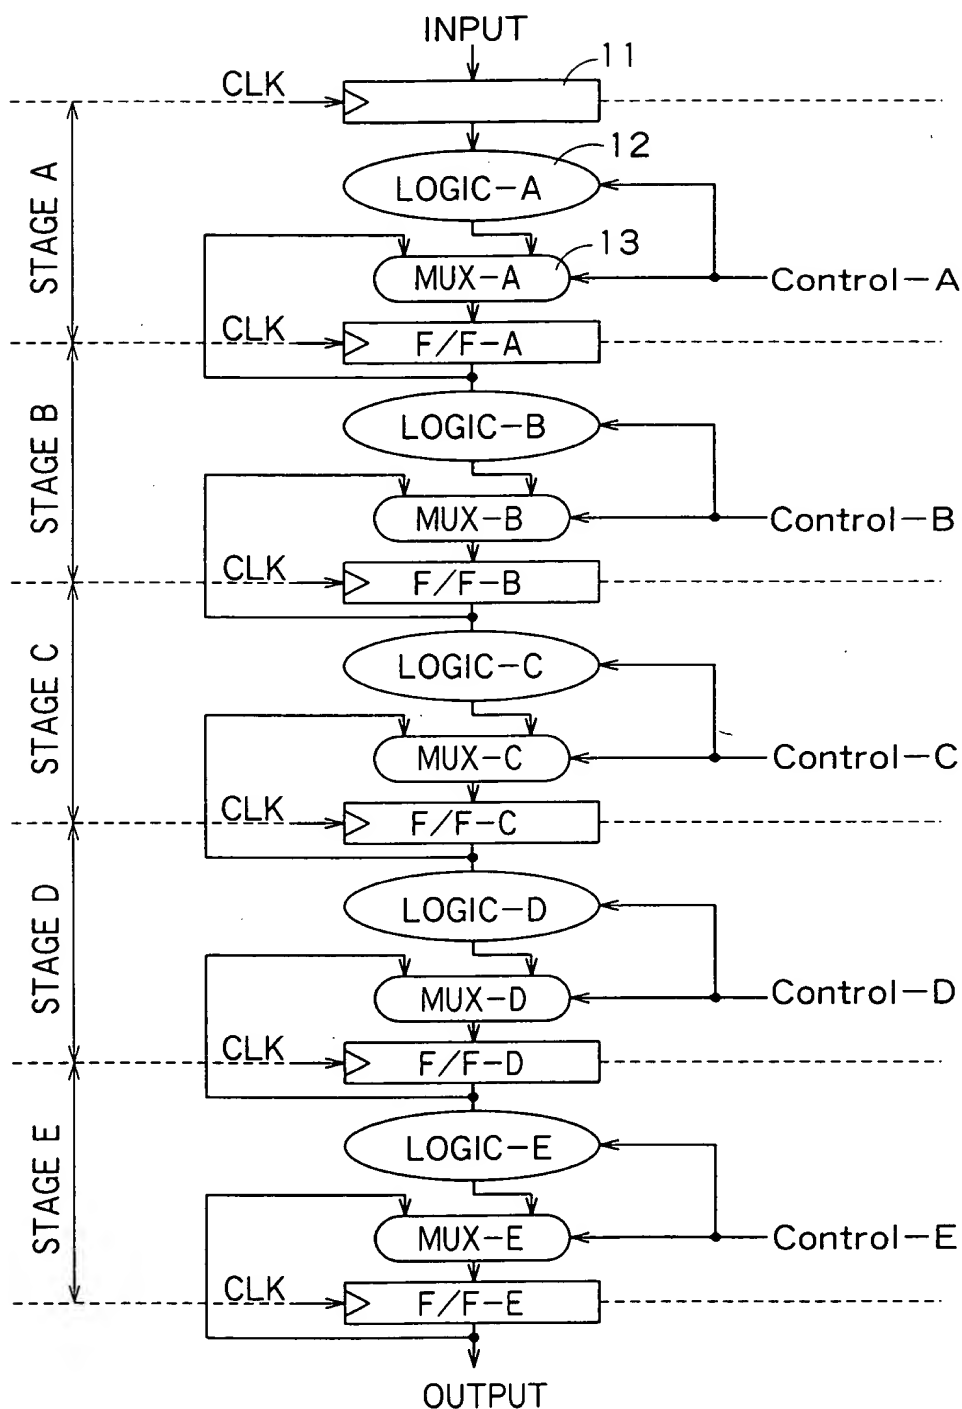 INPUT
11
CLK
12
LOGIC-A
13
MUX-A
Control-A
STAGE A
CLK
F/F-A
LOGIC-B
MUX-B
Control-B
STAGE B
CLK
F/F-B
LOGIC-C
MUX-C
Control-C
STAGE C
CLK
F/F-C
LOGIC-D
MUX-D
Control-D
STAGE D
CLK
F/F-D
LOGIC-E
MUX-E
Control-E
STAGE E
CLK
F/F-E
OUTPUT